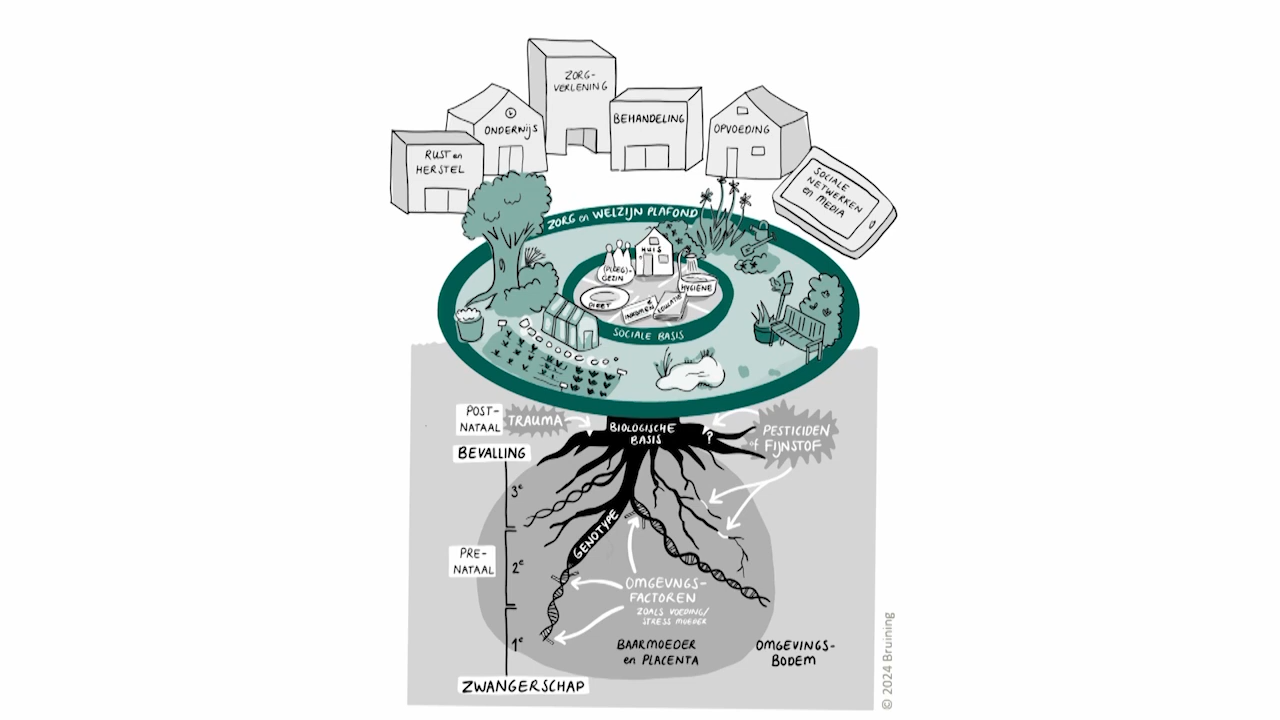 ZORG-
VERLENING
ONDERWIJS
BEHANDELING
OPVOEDING
RUST en
HERSTEL
SOCIALE
NETWERKEN
en MEDIA
ZORG en WELZIJN PLAFOND
HUIS
(PLEEG)-
GEZIN
HYGIENE
DIEET
INKOMEN
EDUCATIE
SOCIALE BASIS
POST-
NATAAL
TRAUMA
BIOLOGISCHE
BASIS
?
PESTICIDEN
of FIJNSTOF
BEVALLING
3e
GENOTYPE
PRE-
NATAAL
2e
OMGEVNGS-
FACTOREN
ZOALS VOEDING/
STRESS MOEDER
1e
BAARMOEDER
en PLACENTA
OMGEVINGS-
BODEM
ZWANGERSCHAP
© 2024 Bruining